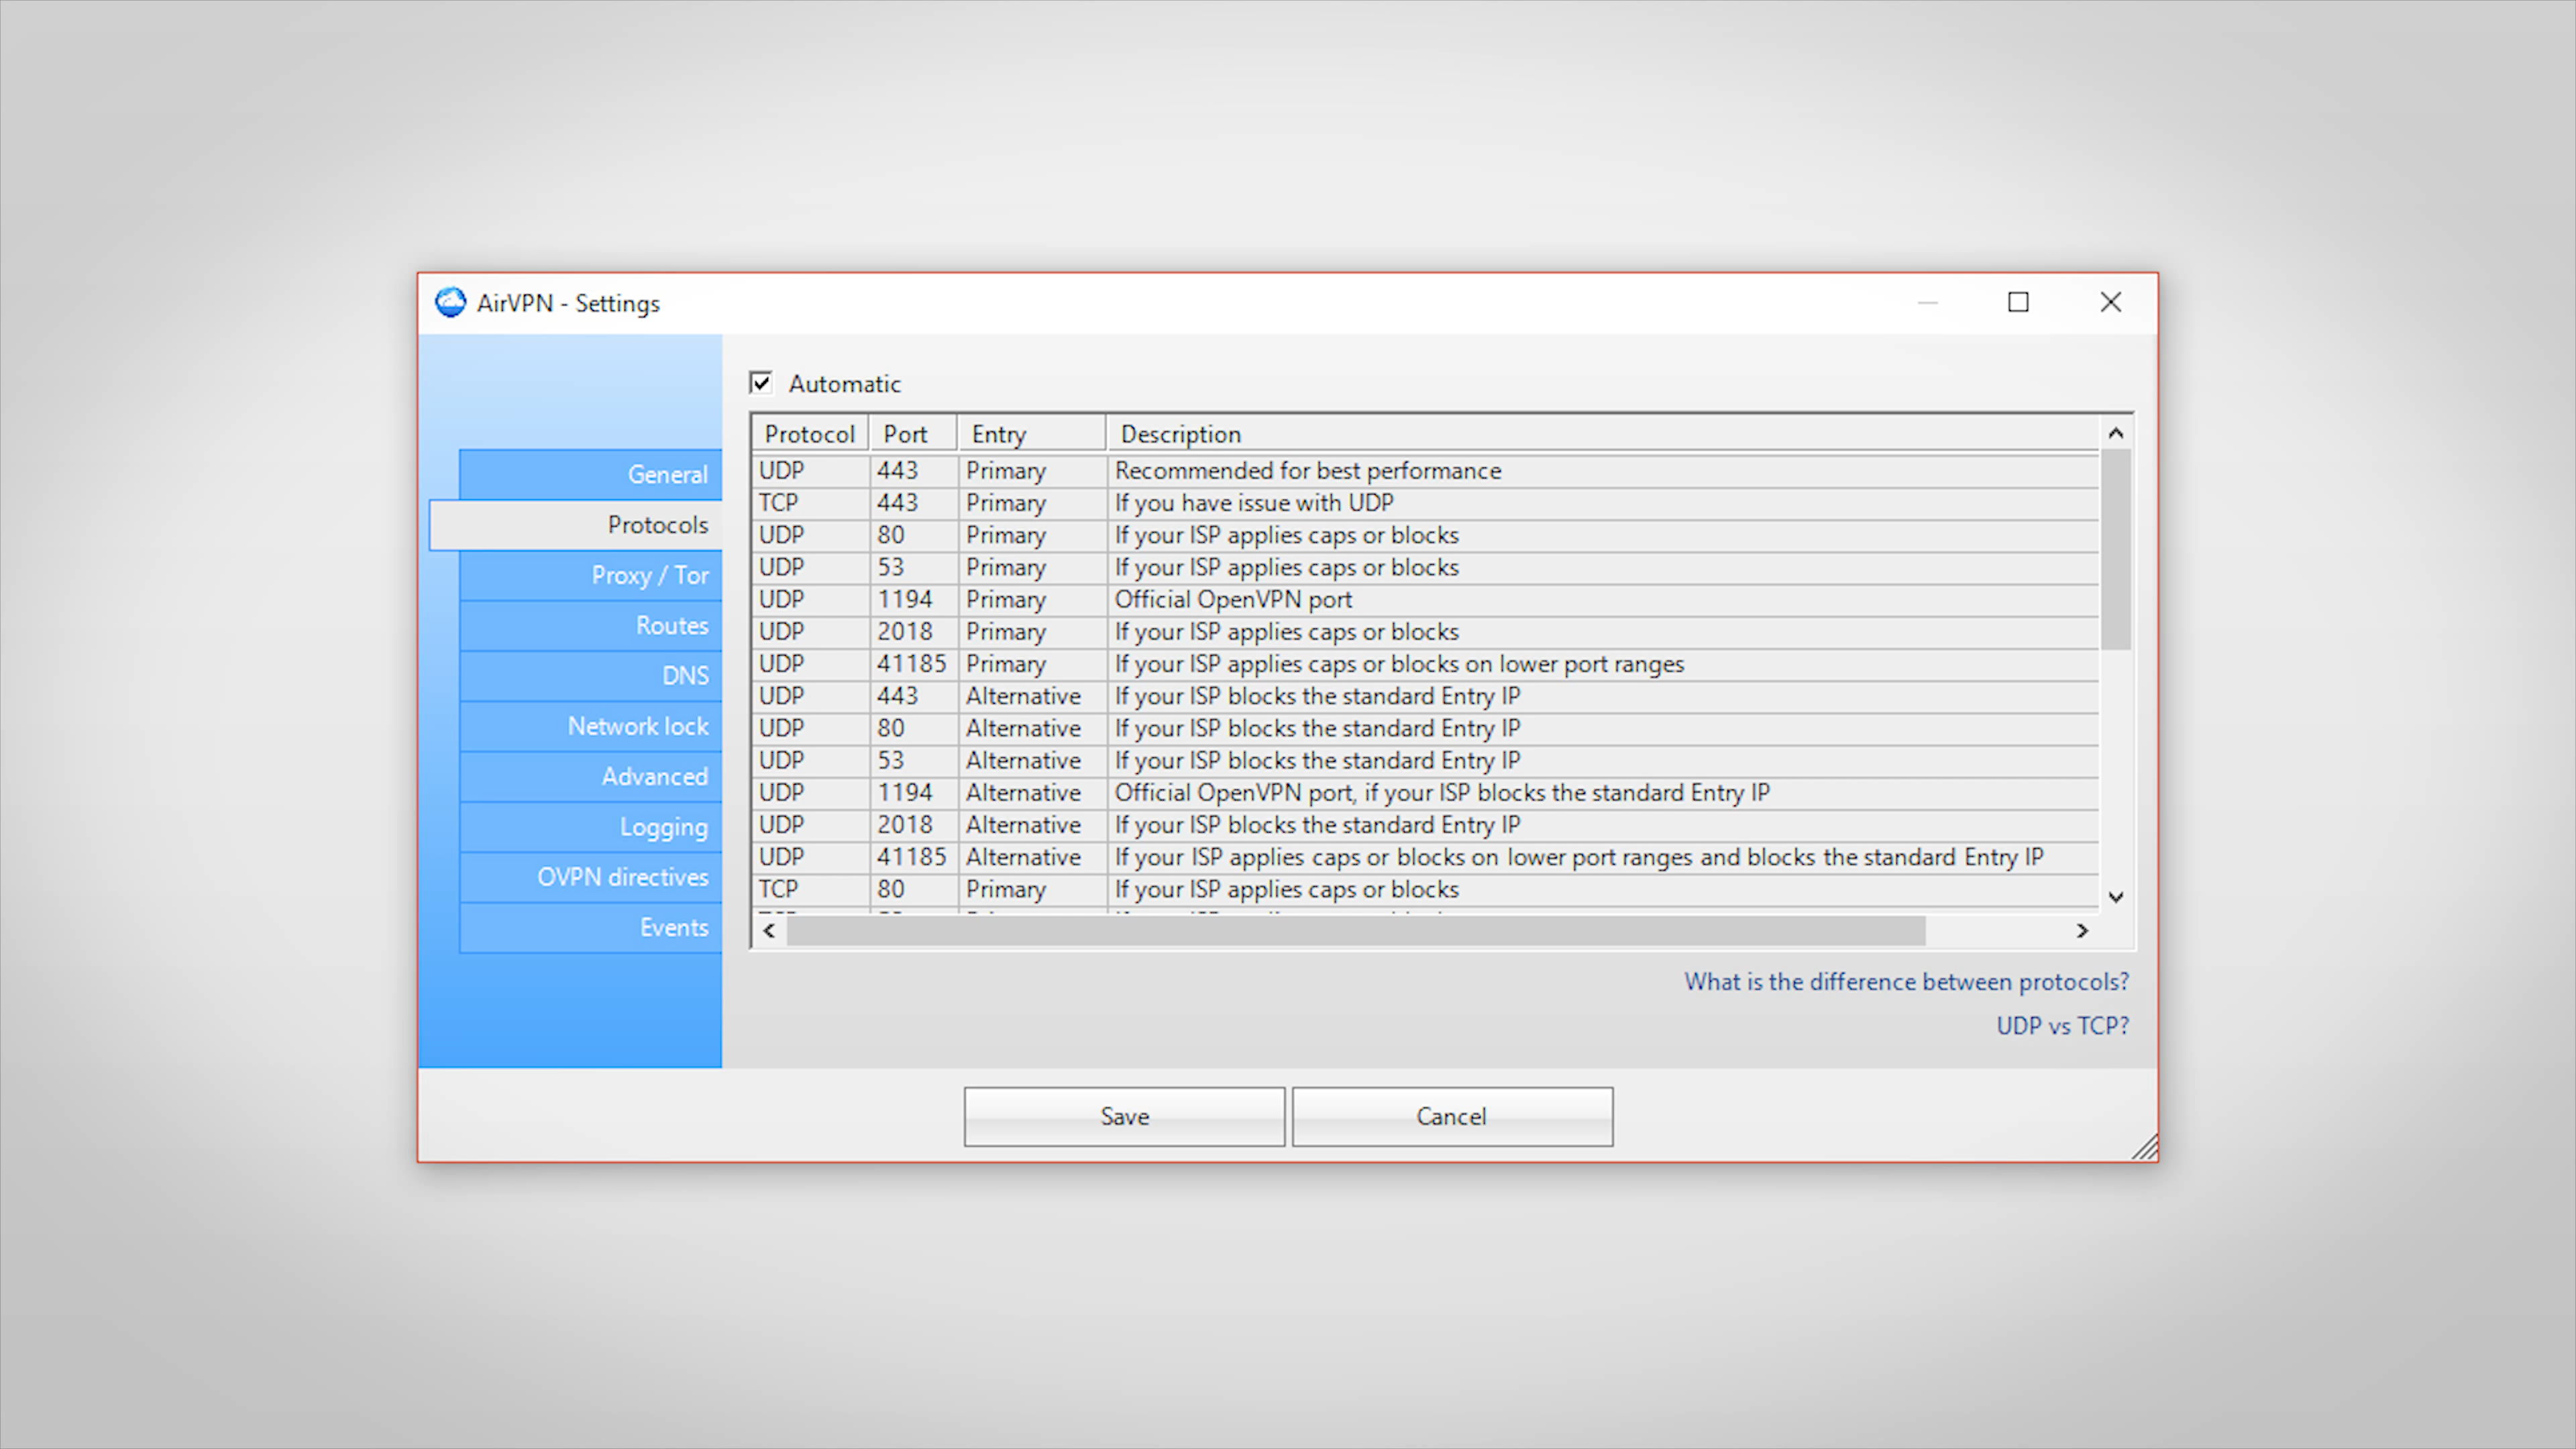 AirVPN - Settings
Automatic
General
Protocols
Proxy / Tor
Routes
DNS
Network lock
Advanced
Logging
OVPN directives
Events
Protocol Port Entry Description
UDP 443 Primary Recommended for best performance
TCP 443 Primary If you have issue with UDP
UDP 80 Primary If your ISP applies caps or blocks
UDP 53 Primary If your ISP applies caps or blocks
UDP 1194 Primary Official OpenVPN port
UDP 2018 Primary If your ISP applies caps or blocks
UDP 41185 Primary If your ISP applies caps or blocks on lower port ranges
UDP 443 Alternative If your ISP blocks the standard Entry IP
UDP 80 Alternative If your ISP blocks the standard Entry IP
UDP 53 Alternative If your ISP blocks the standard Entry IP
UDP 1194 Alternative Official OpenVPN port, if your ISP blocks the standard Entry IP
UDP 2018 Alternative If your ISP blocks the standard Entry IP
UDP 41185 Alternative If your ISP applies caps or blocks on lower port ranges and blocks the standard Entry IP
TCP 80 Primary If your ISP applies caps or blocks
What is the difference between protocols?
UDP vs TCP?
Save
Cancel